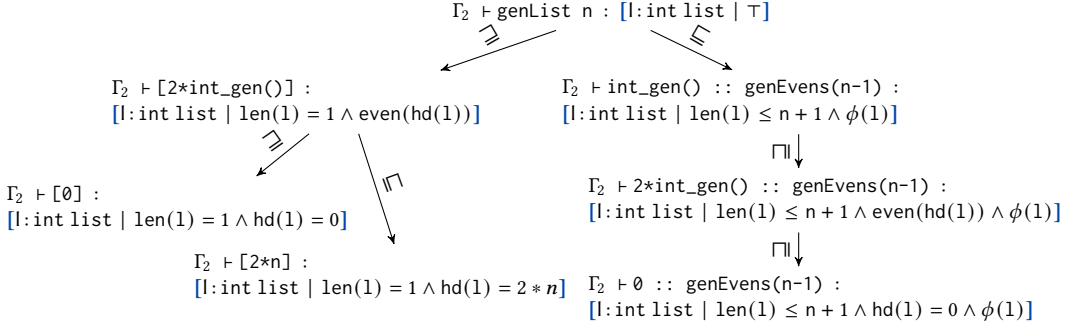 Γ₂ ⊢ genList n : [l:int list | ⊤]
⊑
⊑
Γ₂ ⊢ [2*int_gen()] :
[l:int list | len(l) = 1 ∧ even(hd(l))]
Γ₂ ⊢ int_gen() :: genEvens(n-1) :
[l:int list | len(l) ≤ n + 1 ∧ ϕ(l)]
⊑
⊑
⊑
Γ₂ ⊢ [0] :
[l:int list | len(l) = 1 ∧ hd(l) = 0]
Γ₂ ⊢ 2*int_gen() :: genEvens(n-1) :
[l:int list | len(l) ≤ n + 1 ∧ even(hd(l)) ∧ ϕ(l)]
⊑
Γ₂ ⊢ [2*n] :
[l:int list | len(l) = 1 ∧ hd(l) = 2 * n]
Γ₂ ⊢ 0 :: genEvens(n-1) :
[l:int list | len(l) ≤ n + 1 ∧ hd(l) = 0 ∧ ϕ(l)]